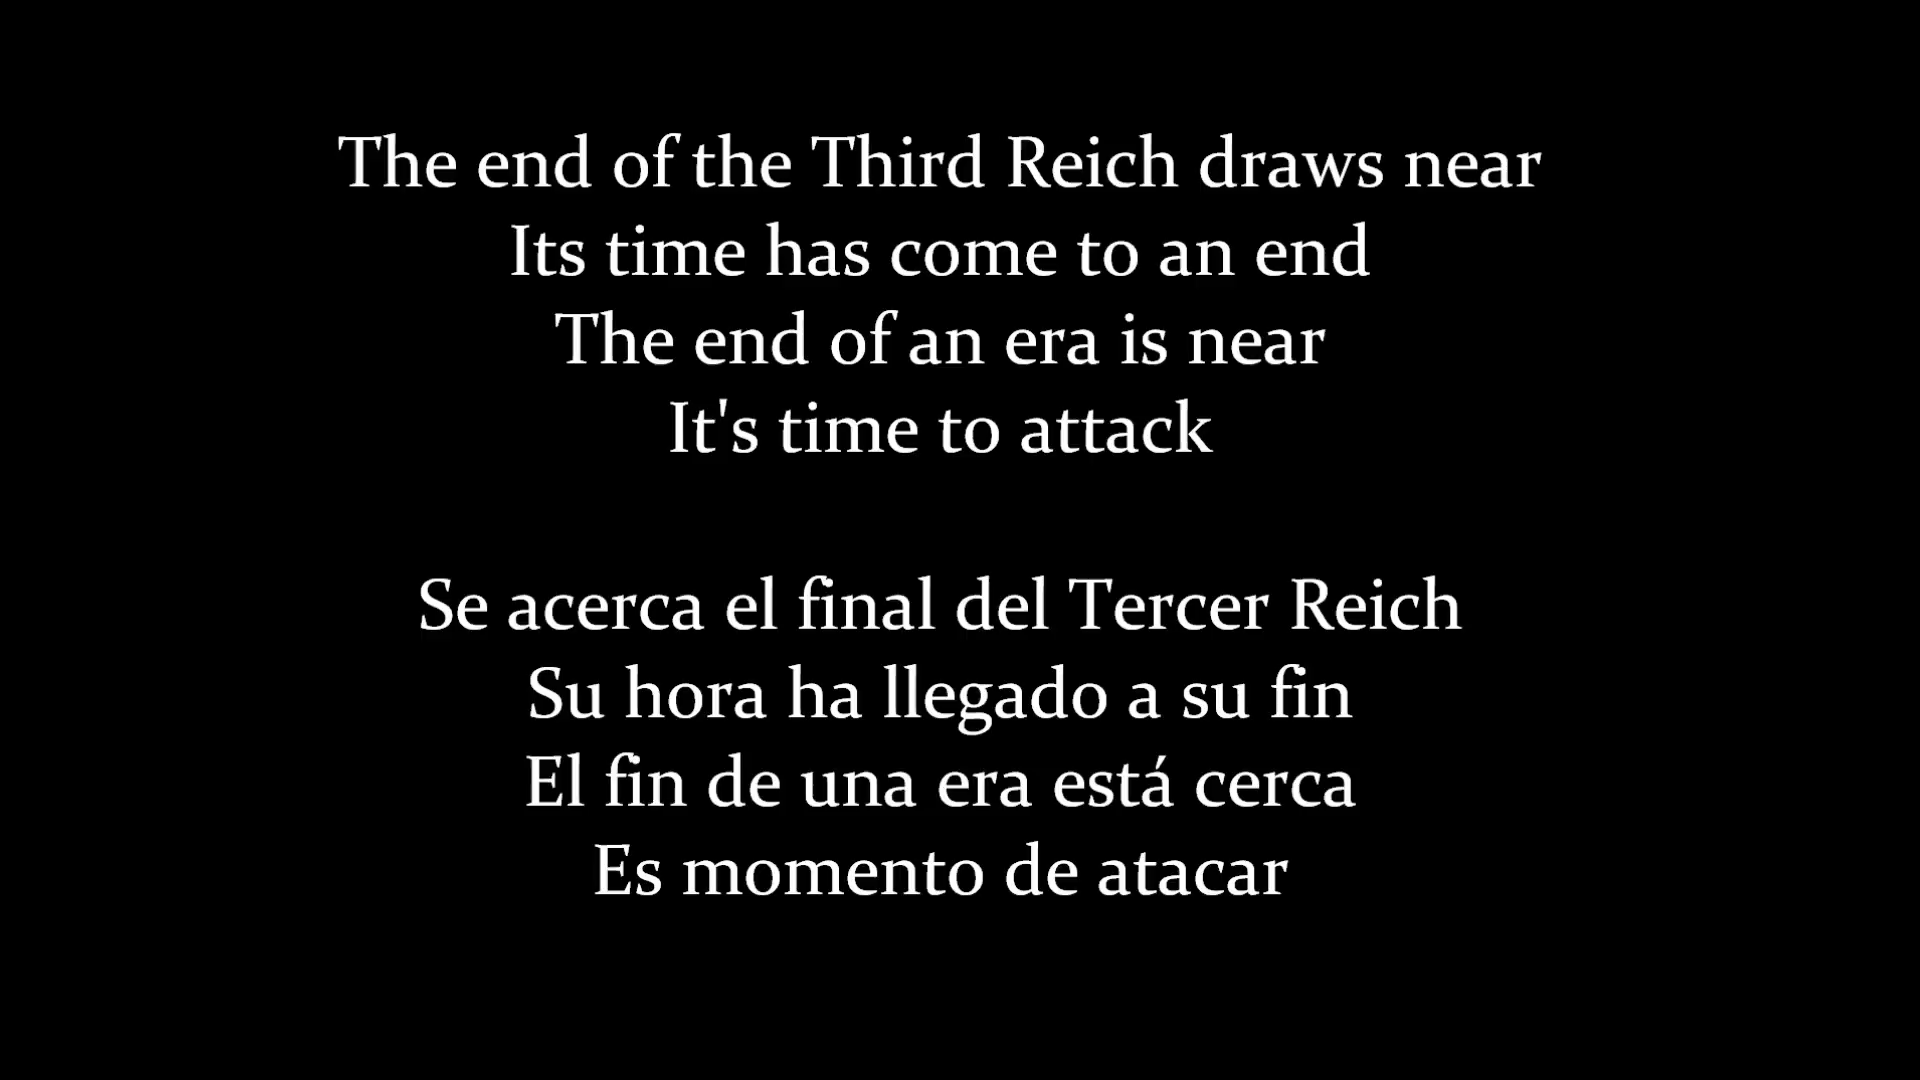 The end of the Third Reich draws near
Its time has come to an end
The end of an era is near
It's time to attack
Se acerca el final del Tercer Reich
Su hora ha llegado a su fin
El fin de una era está cerca
Es momento de atacar